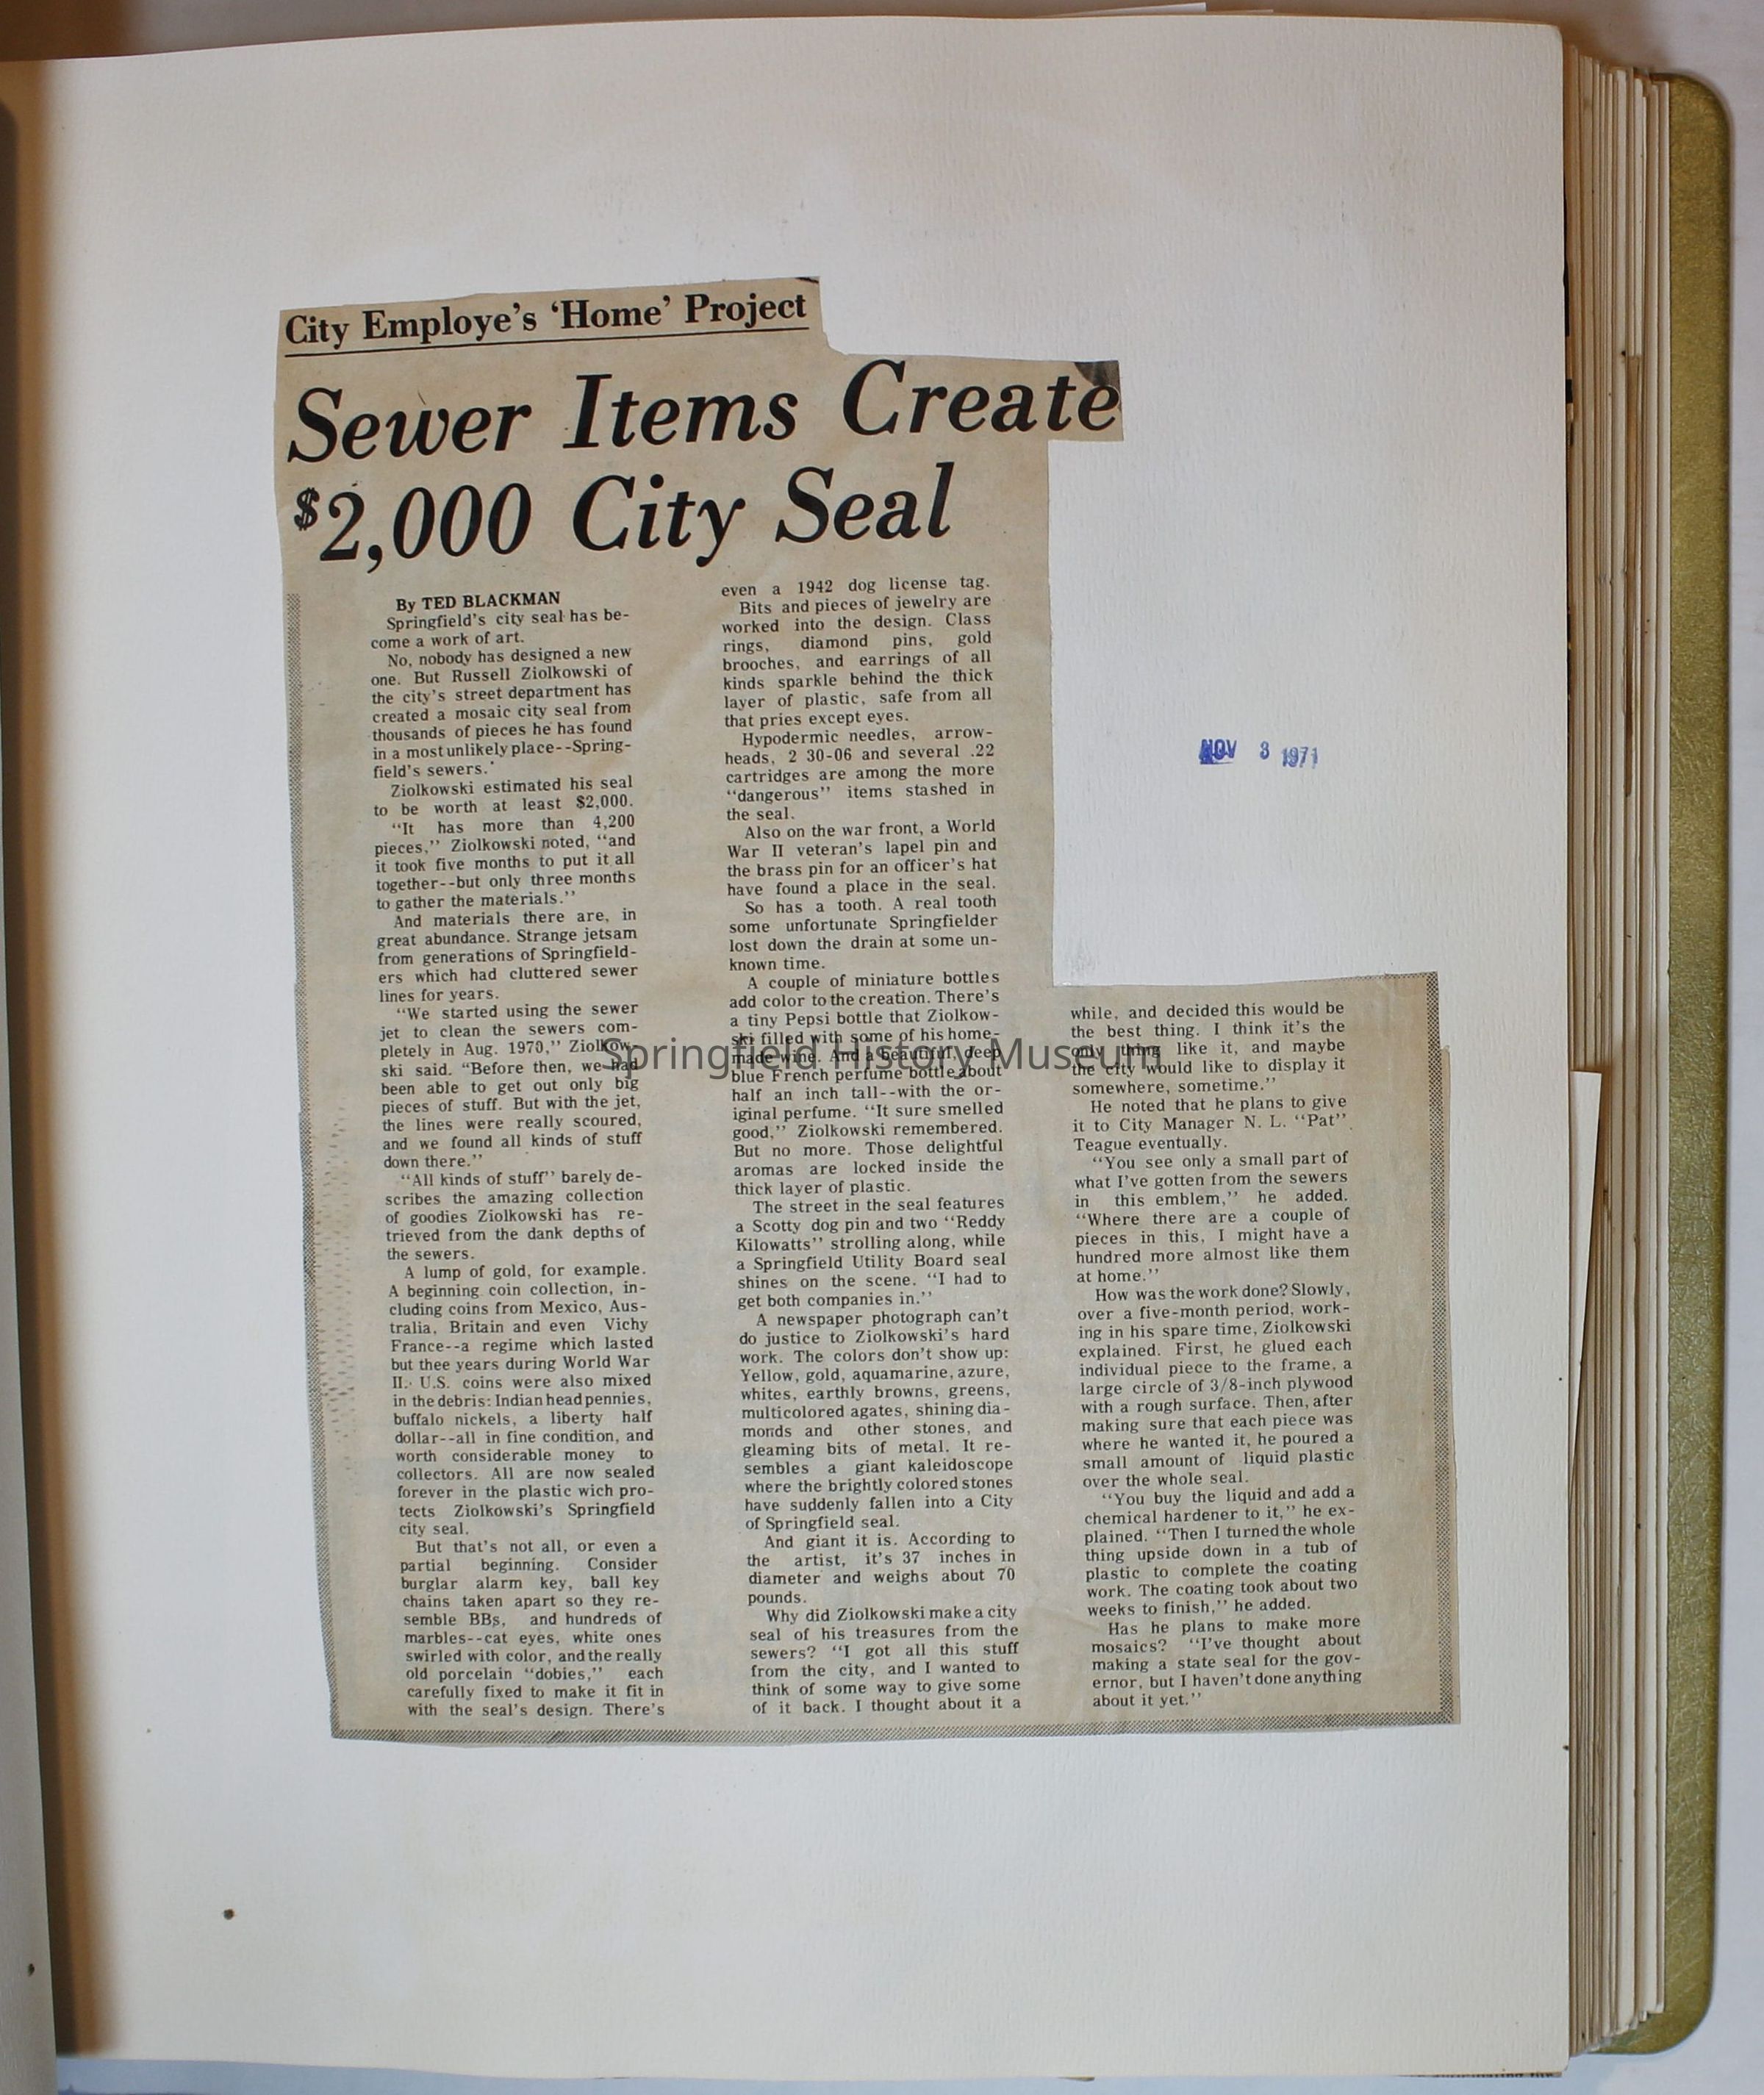 City Employe's 'Home' Project
Sewer Items Create
$2,000 City Seal
By TED BLACKMAN
Springfield's city seal has be-
come a work of art.
No, nobody has designed a new
one. But Russell Ziolkowski of
the city's street department has
created a mosaic city seal from
thousands of pieces he has found
in a most unlikely place--Spring-
field's sewers.
Ziolkowski estimated his seal
to be worth at least $2,000.
"It has more than 4,200
pieces," Ziolkowski noted, "and
it took five months to put it all
together--but only three months
to gather the materials."
And materials there are, in
great abundance. Strange jetsam
from generations of Springfield-
ers which had cluttered sewer
lines for years.
"We started using the sewer
jet to clean the sewers com-
pletely in Aug. 1970," Ziolkow-
ski said. "Before then, we had
been able to get out only big
pieces of stuff. But with the jet,
the lines were really scoured,
and we found all kinds of stuff
down there."
"All kinds of stuff" barely de-
scribes the amazing collection
of goodies Ziolkowski has re-
trieved from the dank depths of
the sewers.
A lump of gold, for example.
A beginning coin collection, in-
cluding coins from Mexico, Aus-
tralia, Britain and even Vichy
France--a regime which lasted
but thee years during World War
II. U.S. coins were also mixed
in the debris: Indian head pennies,
buffalo nickels, a liberty half
dollar--all in fine condition, and
worth considerable money to
collectors. All are now sealed
forever in the plastic wich pro-
tects Ziolkowski's Springfield
city seal.
But that's not all, or even a
partial beginning. Consider
burglar alarm key, ball key
chains taken apart so they re-
semble BBs, and hundreds of
marbles--cat eyes, white ones
swirled with color, and the really
old porcelain "dobies," each
carefully fixed to make it fit in
with the seal's design. There's
even a 1942 dog license tag.
Bits and pieces of jewelry are
worked into the design. Class
rings, diamond pins, gold
brooches, and earrings of all
kinds sparkle behind the thick
layer of plastic, safe from all
that pries except eyes.
Hypodermic needles, arrow-
heads, 2 30-06 and several .22
cartridges are among the more
"dangerous" items stashed in
the seal.
Also on the war front, a World
War II veteran's lapel pin and
the brass pin for an officer's hat
have found a place in the seal.
So has a tooth. A real tooth
some unfortunate Springfielder
lost down the drain at some un-
known time.
A couple of miniature bottles
add color to the creation. There's
a tiny Pepsi bottle that Ziolkow-
ski filled with some of his home-
made wine. And a beautiful, deep
blue French perfume bottle about
half an inch tall--with the or-
iginal perfume. "It sure smelled
good," Ziolkowski remembered.
But no more. Those delightful
aromas are locked inside the
thick layer of plastic.
The street in the seal features
a Scotty dog pin and two "Reddy
Kilowatts" strolling along, while
a Springfield Utility Board seal
shines on the scene. "I had to
get both companies in."
A newspaper photograph can't
do justice to Ziolkowski's hard
work. The colors don't show up:
Yellow, gold, aquamarine, azure,
whites, earthly browns, greens,
multicolored agates, shining dia-
monds and other stones, and
gleaming bits of metal. It re-
sembles a giant kaleidoscope
where the brightly colored stones
have suddenly fallen into a City
of Springfield seal.
And giant it is. According to
the artist, it's 37 inches in
diameter and weighs about 70
pounds.
Why did Ziolkowski make a city
seal of his treasures from the
sewers? "I got all this stuff
from the city, and I wanted to
think of some way to give some
of it back. I thought about it a
while, and decided this would be
the best thing. I think it's the
only thing like it, and maybe
the city would like to display it
somewhere, sometime."
He noted that he plans to give
it to City Manager N. L. "Pat"
Teague eventually.
"You see only a small part of
what I've gotten from the sewers
in this emblem," he added.
"Where there are a couple of
pieces in this, I might have a
hundred more almost like them
at home."
How was the work done? Slowly,
over a five-month period, work-
ing in his spare time, Ziolkowski
explained. First, he glued each
individual piece to the frame, a
large circle of 3/8-inch plywood
with a rough surface. Then, after
making sure that each piece was
where he wanted it, he poured a
small amount of liquid plastic
over the whole seal.
"You buy the liquid and add a
chemical hardener to it," he ex-
plained. "Then I turned the whole
thing upside down in a tub of
plastic to complete the coating
work. The coating took about two
weeks to finish," he added.
Has he plans to make more
mosaics? "I've thought about
making a state seal for the gov-
ernor, but I haven't done anything
about it yet."
NOV 3 1971
Springfield History Museum